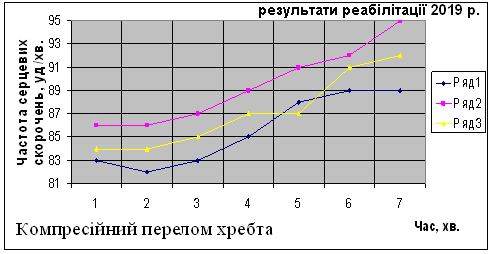 результати реабілітації 2019 р.
Частота серцевих
скорочень, уд/хв.
95
93
91
89
87
85
83
81
1 2 3 4 5 6 7
Ряд1
Ряд2
Ряд3
Компресійний перелом хребта
Час, хв.